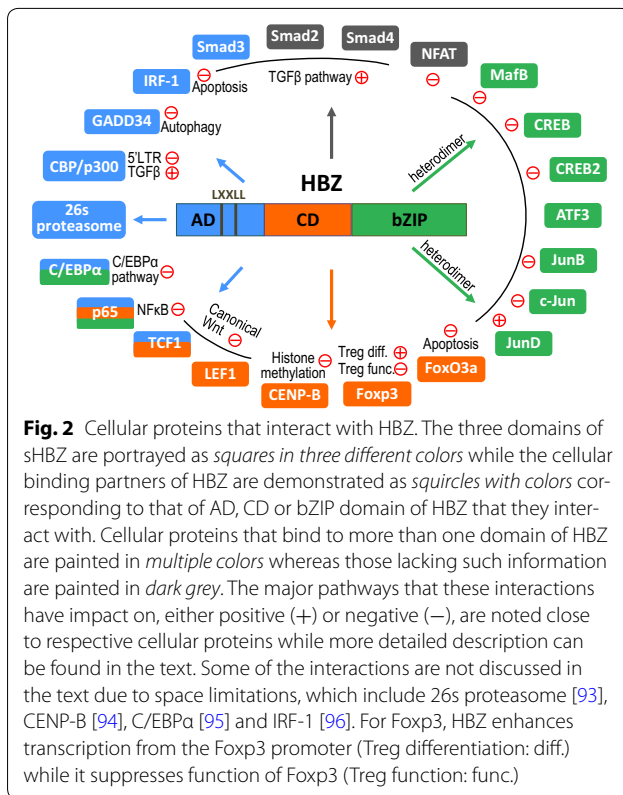 Smad2
Smad4
Smad3
NFAT
IRF-1
Apoptosis
TGFβ pathway
MafB
GADD34
Autophagy
CREB
CBP/p300
5'LTR
TGFβ
LXXLL
HBZ
heterodimer
CREB2
26s
proteasome
AD
CD
bZIP
ATF3
C/EBPα
C/EBPα
pathway
heterodimer
JunB
p65
NFκB
c-Jun
TCF1
Canonical
Wnt
JunD
LEF1
Histone
methylation
CENP-B
Treg diff.
Treg func.
Foxp3
Apoptosis
FoxO3a
Fig. 2 Cellular proteins that interact with HBZ. The three domains of
sHBZ are portrayed as squares in three different colors while the cellular
binding partners of HBZ are demonstrated as squircles with colors cor-
responding to that of AD, CD or bZIP domain of HBZ that they inter-
act with. Cellular proteins that bind to more than one domain of HBZ
are painted in multiple colors whereas those lacking such information
are painted in dark grey. The major pathways that these interactions
have impact on, either positive (+) or negative (−), are noted close
to respective cellular proteins while more detailed description can
be found in the text. Some of the interactions are not discussed in
the text due to space limitations, which include 26s proteasome [93],
CENP-B [94], C/EBPα [95] and IRF-1 [96]. For Foxp3, HBZ enhances
transcription from the Foxp3 promoter (Treg differentiation: diff.)
while it suppresses function of Foxp3 (Treg function: func.)